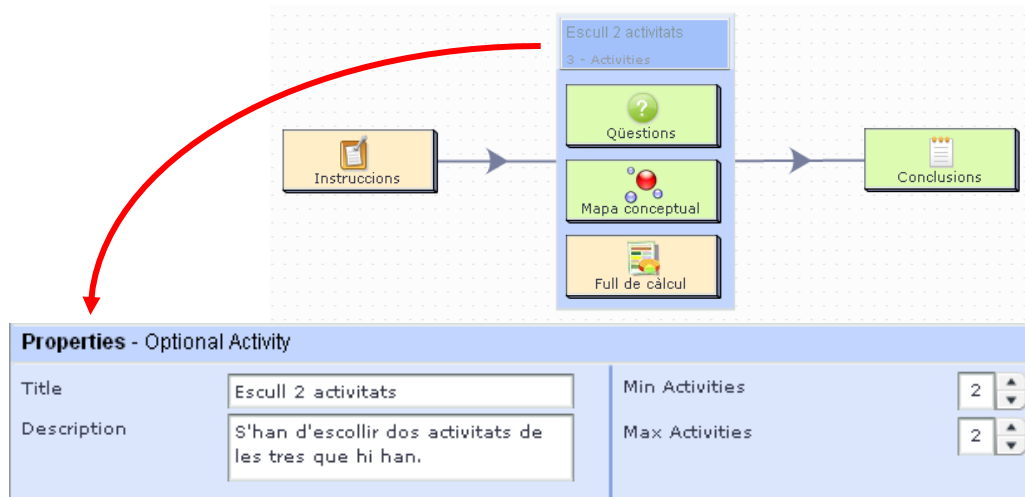 Escull 2 activitats
3 - Activities
Qüestions
Instruccions
Mapa conceptual
Conclusions
Full de càlcul
Properties - Optional Activity
Title
Escull 2 activitats
Description
S'han d'escollir dos activitats de
les tres que hi han.
Min Activities
2
Max Activities
2